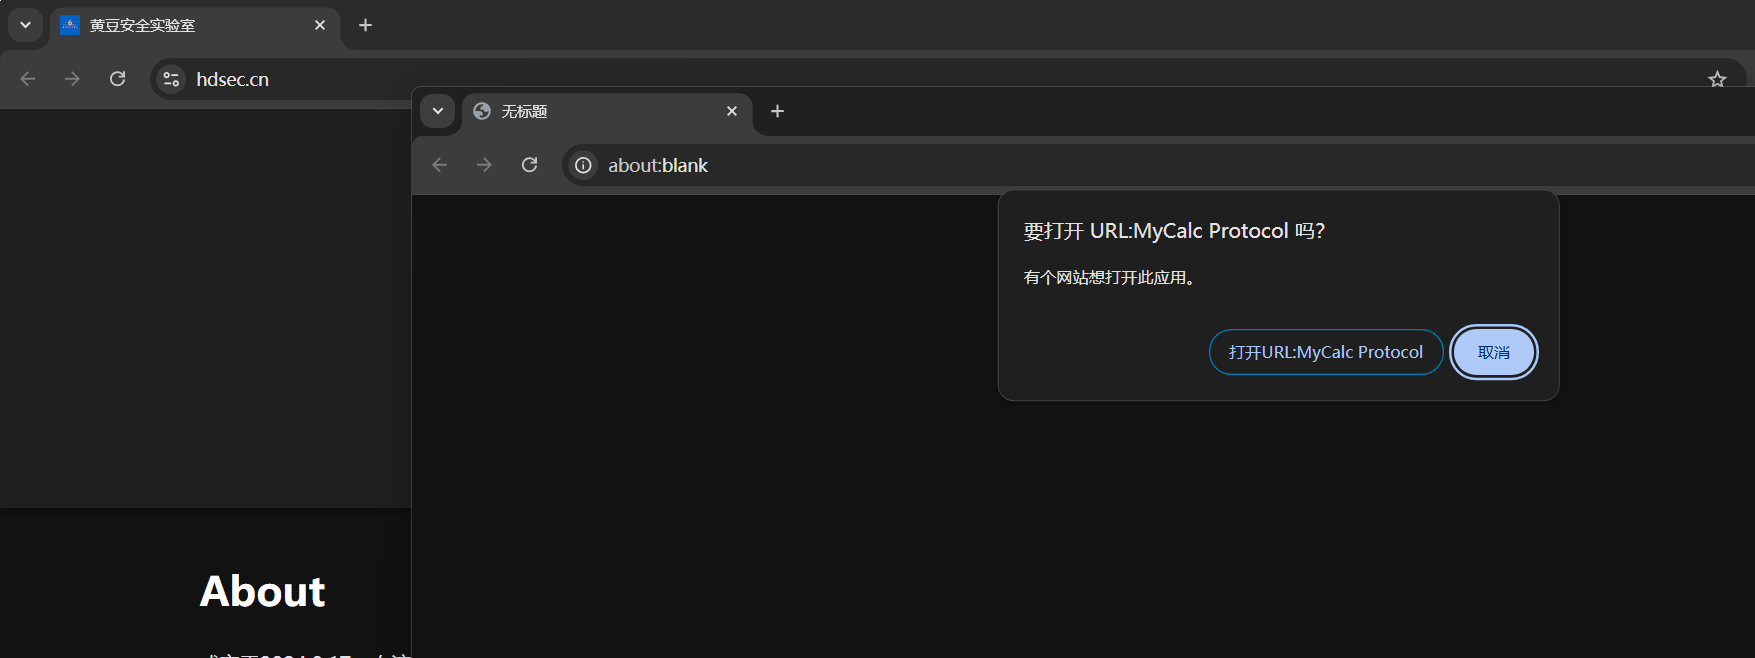 黄豆安全实验室
hdsec.cn
无标题
about:blank
要打开 URL:MyCalc Protocol 吗?
有个网站想打开此应用。
打开URL:MyCalc Protocol
取消
About